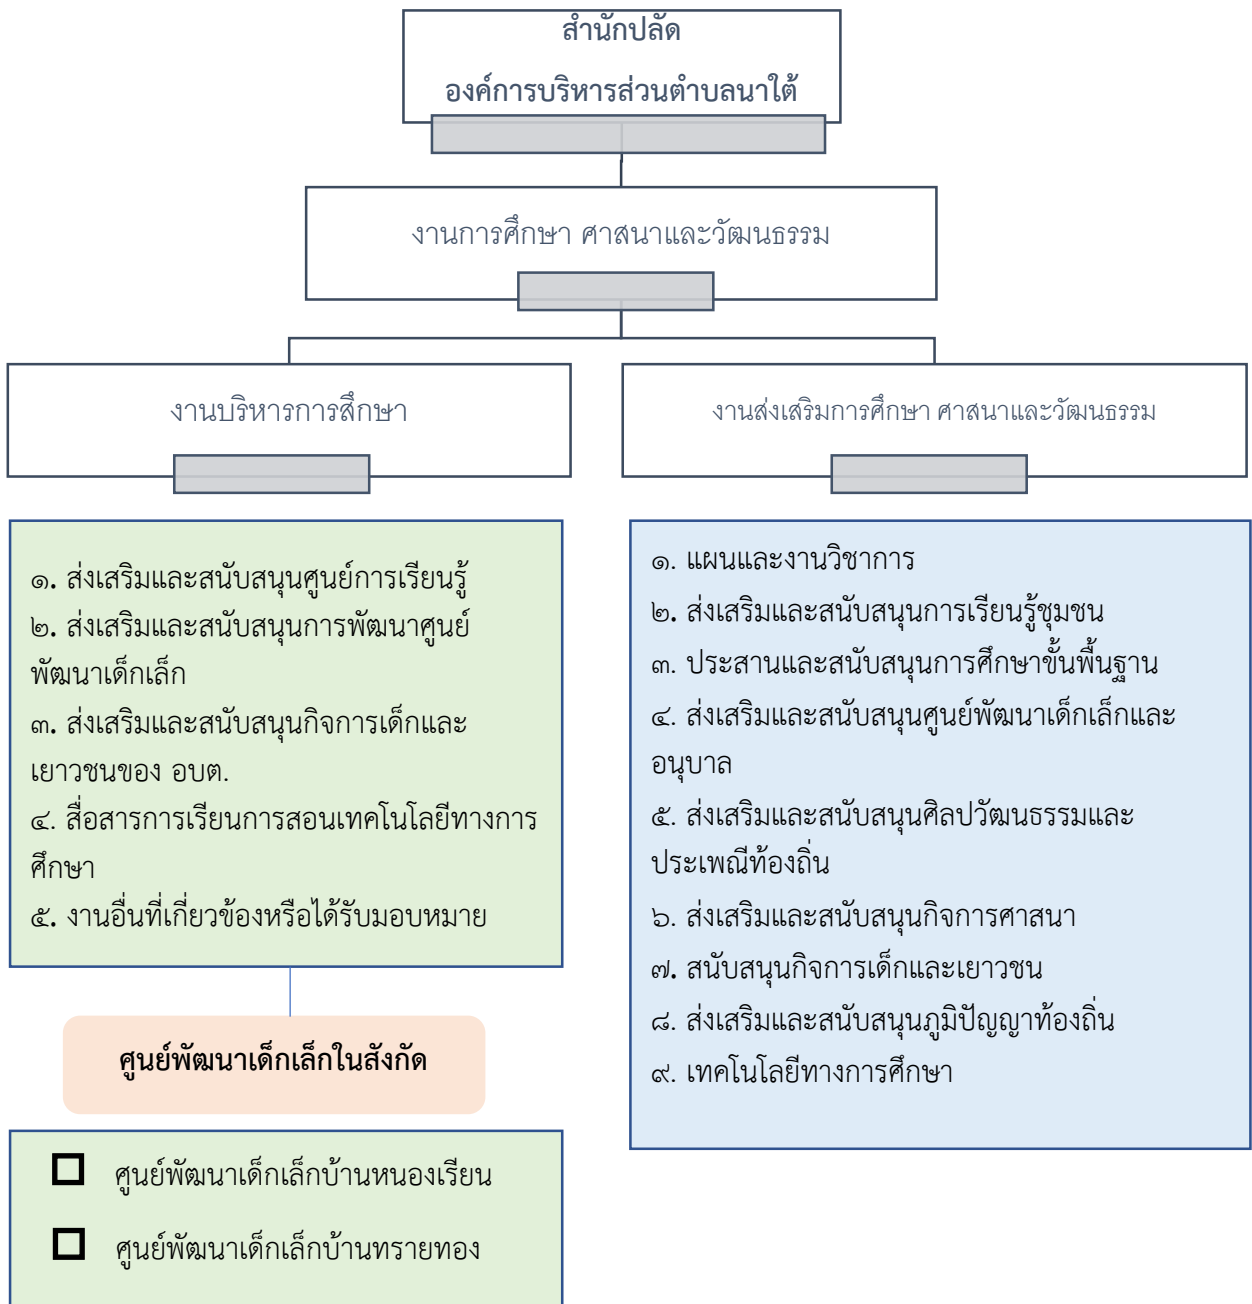 สำนักปลัด
องค์การบริหารส่วนตำบลนาใต้
งานการศึกษา ศาสนาและวัฒนธรรม
งานบริหารการสึกษา
งานส่งเสริมการศึกษา ศาสนาและวัฒนธรรม
๑. ส่งเสริมและสนับสนุนศูนย์การเรียนรู้
๒. ส่งเสริมและสนับสนุนการพัฒนาศูนย์
พัฒนาเด็กเล็ก
๓. ส่งเสริมและสนับสนุนกิจการเด็กและ
เยาวชนของ อบต.
๔. สื่อสารการเรียนการสอนเทคโนโลยีทางการ
ศึกษา
๕. งานอื่นที่เกี่ยวข้องหรือได้รับมอบหมาย
ศูนย์พัฒนาเด็กเล็กในสังกัด
ศูนย์พัฒนาเด็กเล็กบ้านหนองเรียน
ศูนย์พัฒนาเด็กเล็กบ้านทรายทอง
๑. แผนและงานวิชาการ
๒. ส่งเสริมและสนับสนุนการเรียนรู้ชุมชน
๓. ประสานและสนับสนุนการศึกษาขั้นพื้นฐาน
๔. ส่งเสริมและสนับสนุนศูนย์พัฒนาเด็กเล็กและ
อนุบาล
๕. ส่งเสริมและสนับสนุนศิลปวัฒนธรรมและ
ประเพณีท้องถิ่น
๖. ส่งเสริมและสนับสนุนกิจการศาสนา
๗. สนับสนุนกิจการเด็กและเยาวชน
๘. ส่งเสริมและสนับสนุนภูมิปัญญาท้องถิ่น
๙. เทคโนโลยีทางการศึกษา